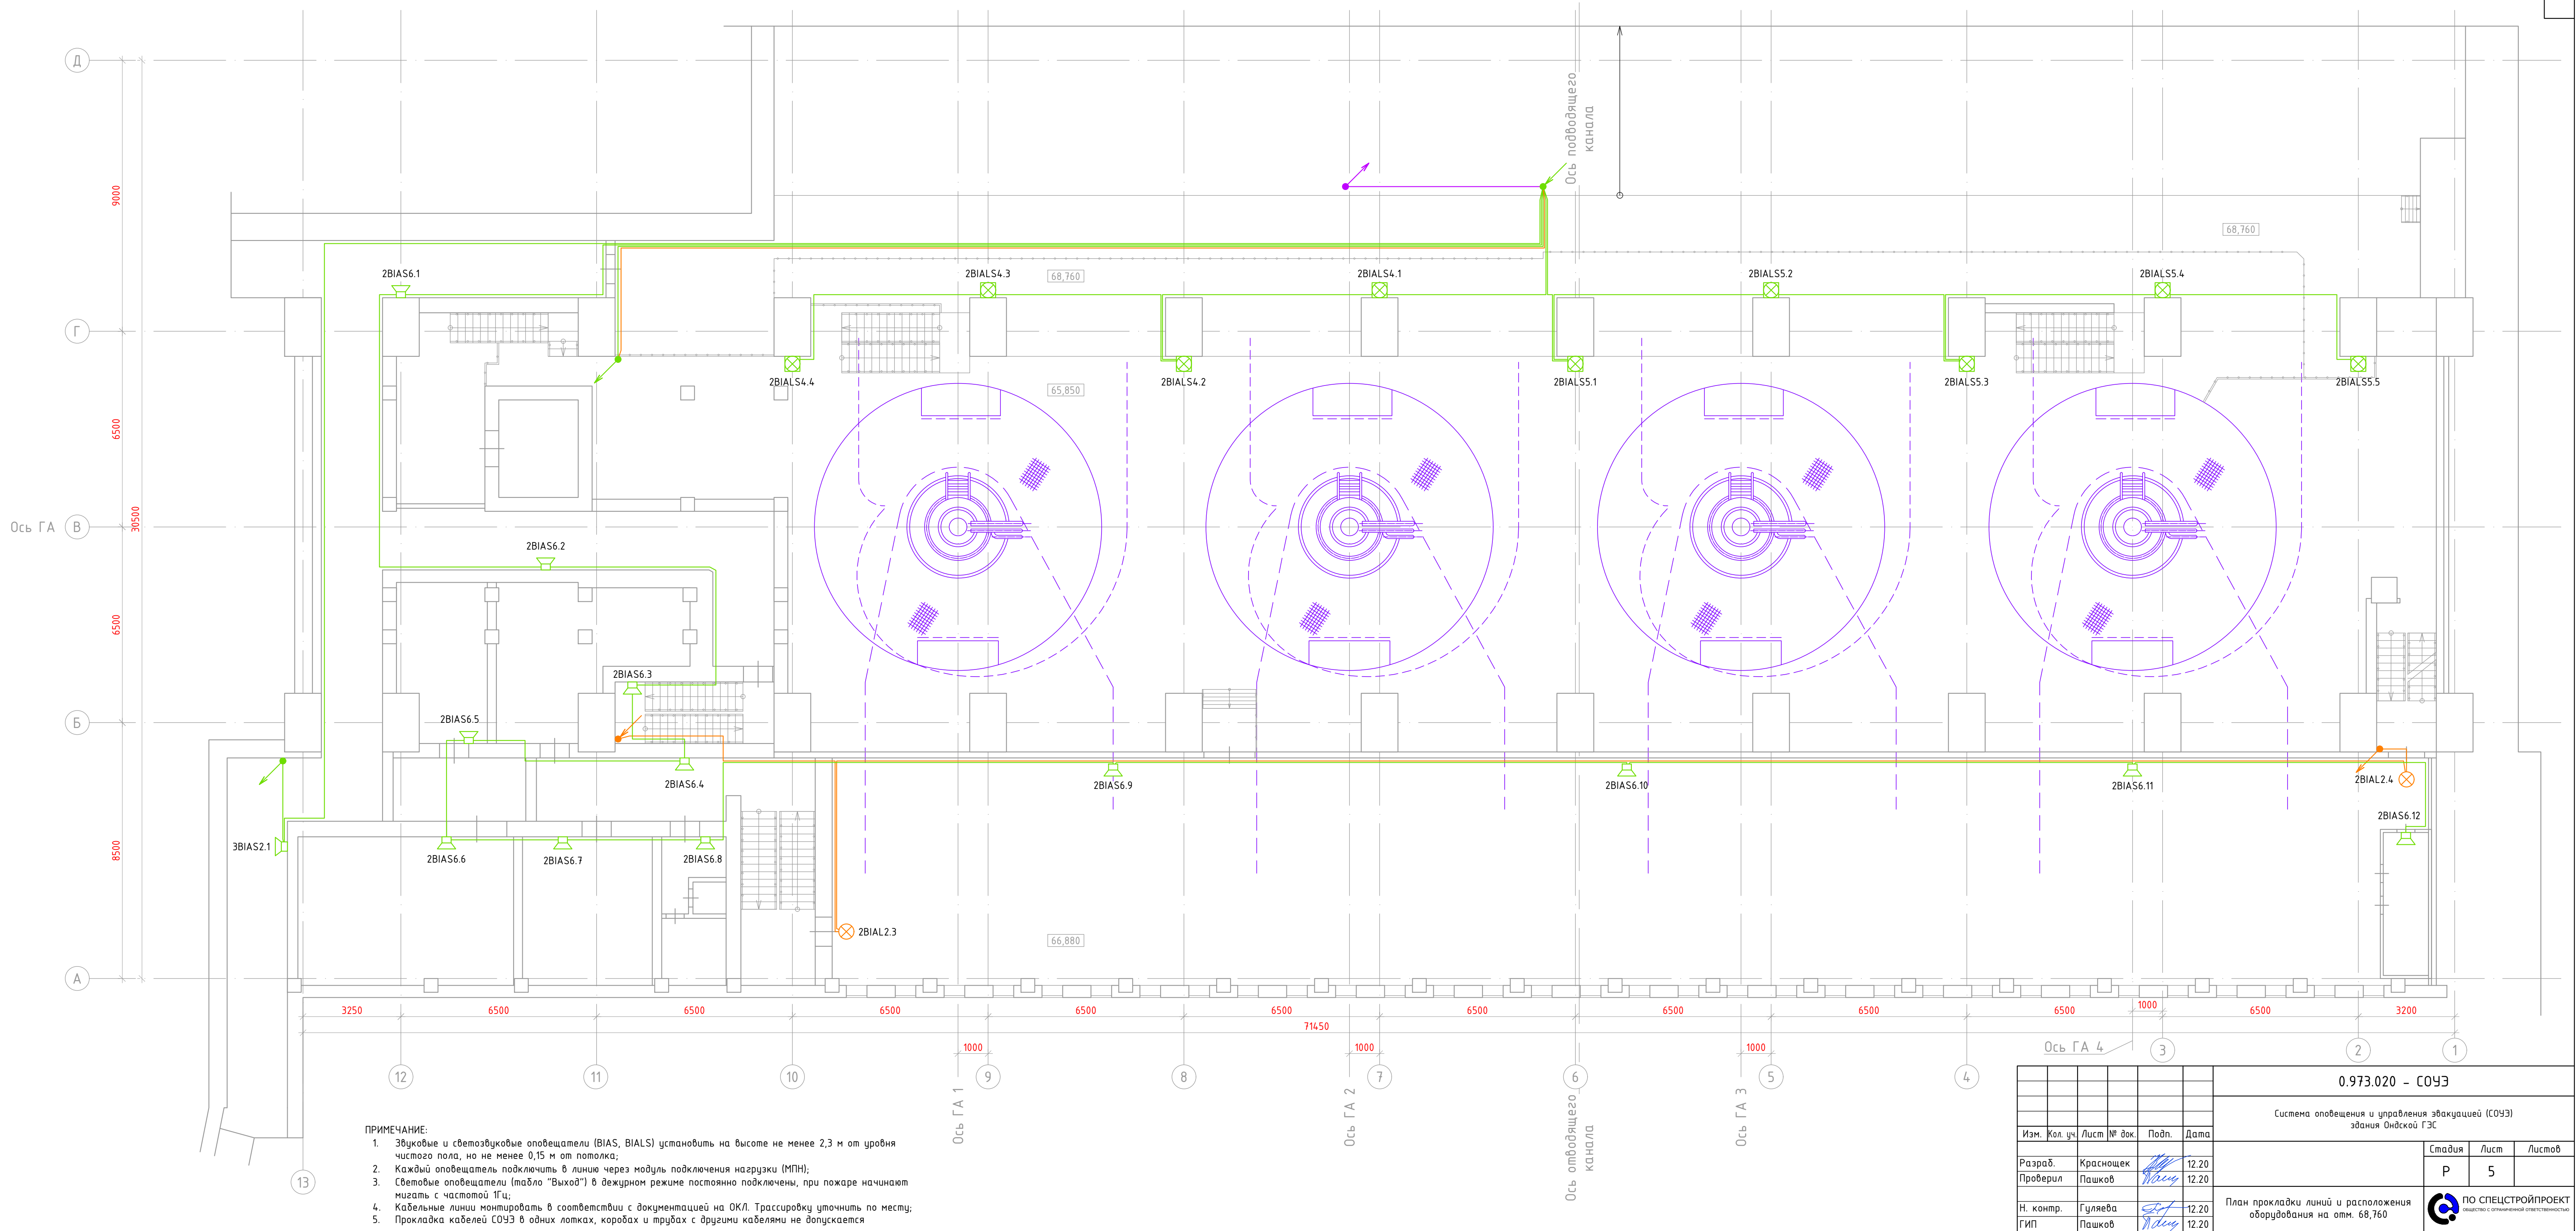 Д
Ось подводящего
канала
9000
68,760
2BIAS6.1
2BIALS4.3
68,760
2BIALS4.1
2BIALS5.2
2BIALS5.4
Г
2BIALS4.4
65,850
2BIALS4.2
2BIALS5.1
2BIALS5.3
2BIALS5.5
6500
30500
Ось ГА
В
2BIAS6.2
6500
2BIAS6.3
2BIAS6.5
Б
2BIAS6.4
2BIAS6.9
2BIAS6.10
2BIAS6.11
2BIAL2.4
2BIAS6.12
8500
3BIAS2.1
2BIAS6.6
2BIAS6.7
2BIAS6.8
2BIAL2.3
66,880
А
3250
6500
6500
6500
6500
6500
6500
6500
6500
6500
1000
6500
3200
71450
1000
1000
1000
Ось ГА 4
12
11
10
9
8
7
6
5
4
3
2
1
Ось ГА 1
Ось ГА 2
Ось отводящего
канала
Ось ГА 3
13
ПРИМЕЧАНИЕ:
1. Звуковые и светозвуковые оповещатели (BIAS, BIALS) установить на высоте не менее 2,3 м от уровня
чистого пола, но не менее 0,15 м от потолка;
2. Каждый оповещатель подключить в линию через модуль подключения нагрузки (МПН);
3. Световые оповещатели (табло "Выход") в дежурном режиме постоянно подключены, при пожаре начинают
мигать с частотой 1Гц;
4. Кабельные линии монтировать в соответствии с документацией на ОКЛ. Трассировку уточнить по месту;
5. Прокладка кабелей СОУЭ в одних лотках, коробах и трубах с другими кабелями не допускается
0.973.020 - СОУЭ
Система оповещения и управления эвакуацией (СОУЭ)
здания Ондской ГЭС
Изм. Кол. уч. Лист № док. Подп. Дата
Стадия Лист Листов
Р 5
Разраб. Краснощек 12.20
Проверил Пашков 12.20
Н. контр. Гуляева 12.20
ГИП Пашков 12.20
План прокладки линий и расположения
оборудования на отм. 68,760
ПО СПЕЦСТРОЙПРОЕКТ
ОБЩЕСТВО С ОГРАНИЧЕННОЙ ОТВЕТСТВЕННОСТЬЮ